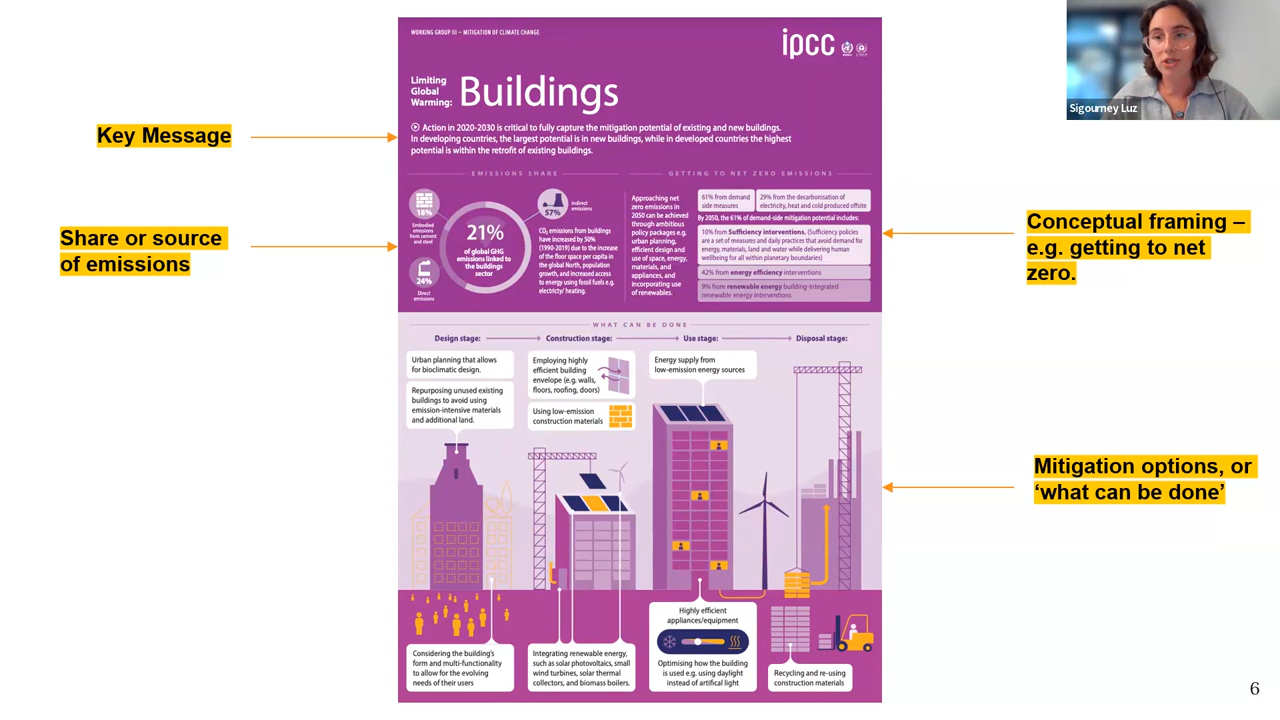 WORKING GROUP III – MITIGATION OF CLIMATE CHANGE
ipcc
Sigourney Luz
Limiting
Global
Warming:
Buildings
Key Message
Action in 2020-2030 is critical to fully capture the mitigation potential of existing and new buildings.
In developing countries, the largest potential is in new buildings, while in developed countries the highest
potential is within the retrofit of existing buildings.
Share or source
of emissions
EMISSIONS SHARE
18%
Embodied
emissions
from cement
and steel
24%
Direct
emissions
21%
of global GHG
emissions linked to
the buildings
sector
57%
Indirect
emissions
CO₂ emissions from buildings
have increased by 50%
(1990-2019) due to the increase
of the floor space per capita in
the global North, population
growth, and increased access
to energy using fossil fuels e.g.
electricty/ heating.
GETTING TO NET ZERO EMISSIONS
Approaching net
zero emissions in
2050 can be achieved
through ambitious
policy packages e.g.
urban planning,
efficient design and
use of space, energy,
materials, and
appliances, and
incorporating use
of renewables.
61% from demand
side measures
29% from the decarbonisation of
electricity, heat and cold produced offsite
By 2050, the 61% of demand-side mitigation potential includes:
10% from Sufficiency interventions. (Sufficiency policies
are a set of measures and daily practices that avoid demand for
energy, materials, land and water while delivering human
wellbeing for all within planetary boundaries)
42% from energy efficiency interventions
9% from renewable energy building-integrated
renewable energy interventions
Conceptual framing –
e.g. getting to net
zero.
WHAT CAN BE DONE
Design stage:
Construction stage:
Use stage:
Disposal stage:
Urban planning that allows
for bioclimatic design.
Repurposing unused existing
buildings to avoid using
emission-intensive materials
and additional land.
Employing highly
efficient building
envelope (e.g. walls,
floors, roofing, doors)
Using low-emission
construction materials
Energy supply from
low-emission energy sources
Mitigation options, or
‘what can be done’
Considering the building's
form and multi-functionality
to allow for the evolving
needs of their users
Integrating renewable energy,
such as solar photovoltaics, small
wind turbines, solar thermal
collectors, and biomass boilers.
Highly efficient
appliances/equipment
Optimising how the building
is used e.g. using daylight
instead of artifical light
Recycling and re-using
construction materials
6